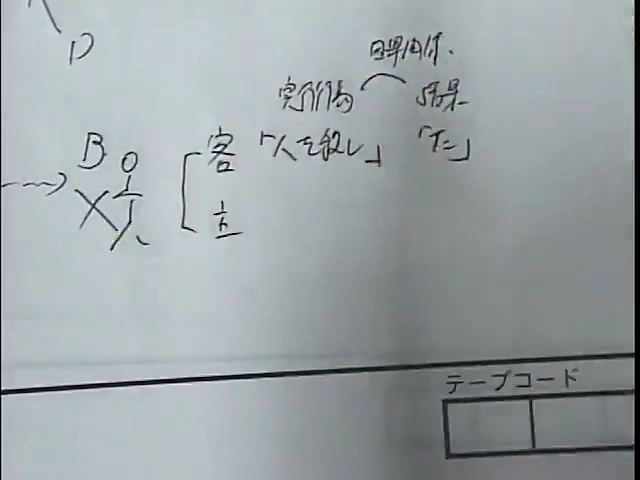 D
因果関係
実行行為 結果
B 客 「人を殺し」 「た」
主
テープコード